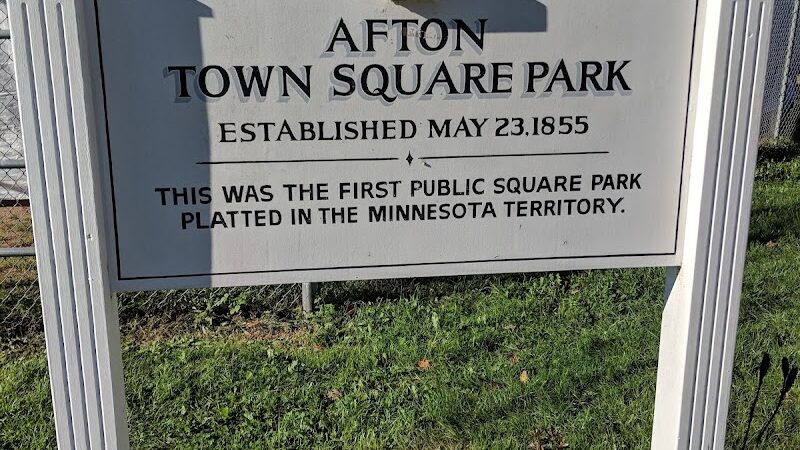 AFTON
TOWN SQUARE PARK
ESTABLISHED MAY 23,1855
THIS WAS THE FIRST PUBLIC SQUARE PARK
PLATTED IN THE MINNESOTA TERRITORY.